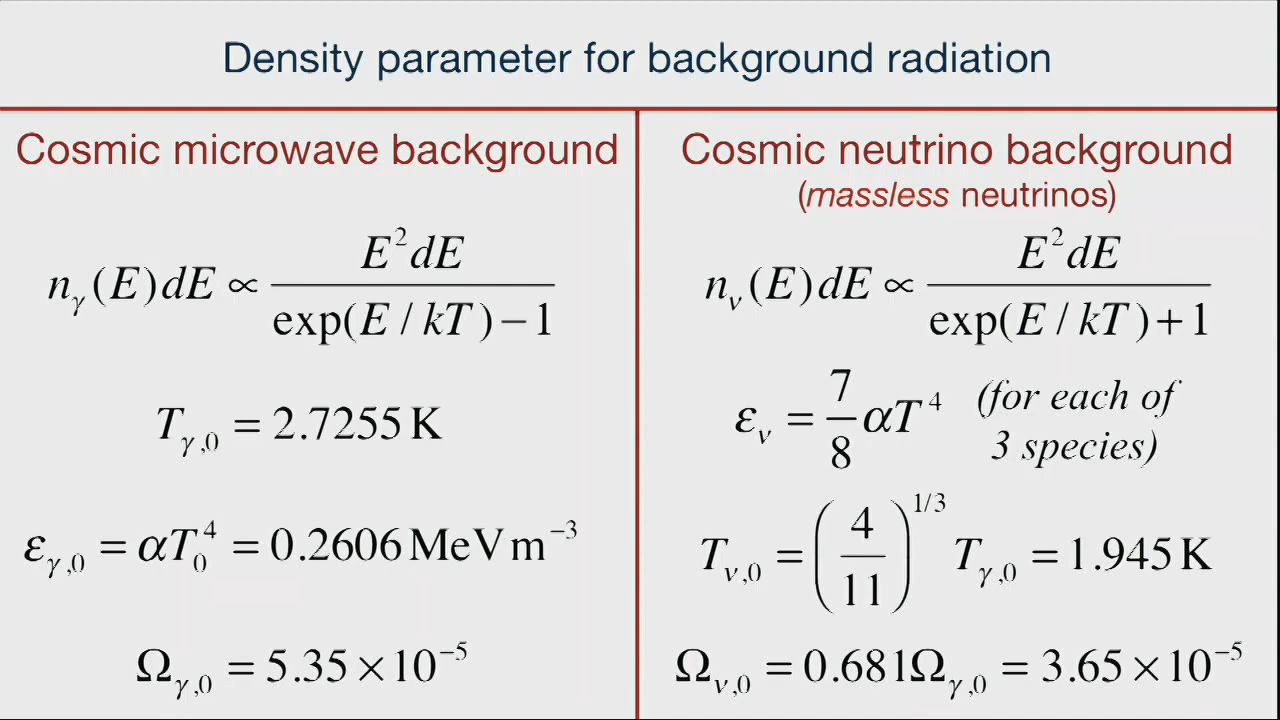 Density parameter for background radiation
Cosmic microwave background
n_γ(E)dE ∝ E²dE / exp(E / kT) − 1
T_γ,0 = 2.7255 K
ε_γ,0 = αT₀⁴ = 0.2606 MeV m⁻³
Ω_γ,0 = 5.35 × 10⁻⁵
Cosmic neutrino background
(massless neutrinos)
n_ν(E)dE ∝ E²dE / exp(E / kT) + 1
ε_ν = 7/8 αT⁴ (for each of
3 species)
T_ν,0 = (4/11)^1/3 T_γ,0 = 1.945 K
Ω_ν,0 = 0.681Ω_γ,0 = 3.65 × 10⁻⁵